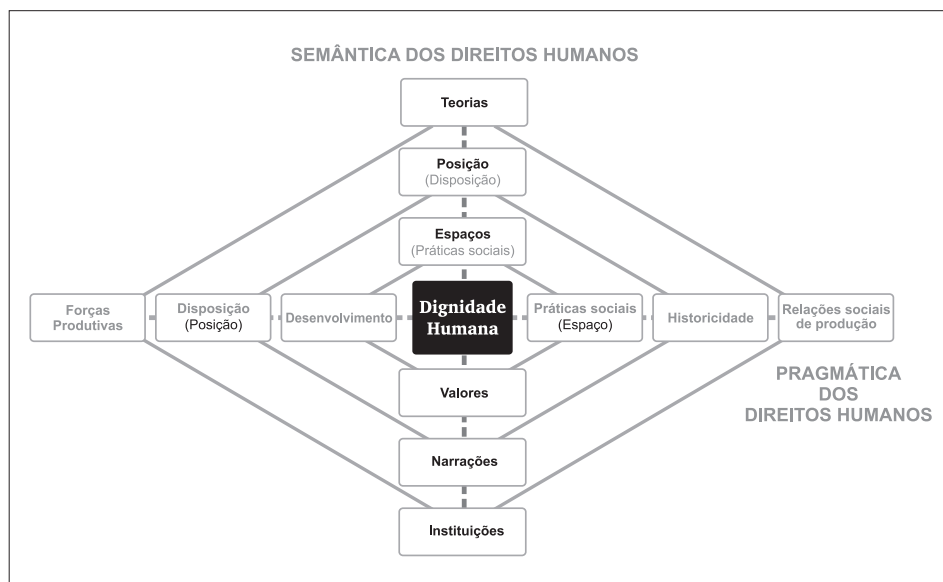 SEMÂNTICA DOS DIREITOS HUMANOS
Teorias
Posição
(Disposição)
Espaços
(Práticas sociais)
Forças
Produtivas
Disposição
(Posição)
Desenvolvimento
Dignidade
Humana
Práticas sociais
(Espaço)
Historicidade
Relações sociais
de produção
Valores
PRAGMÁTICA
DOS
DIREITOS HUMANOS
Narrações
Instituições